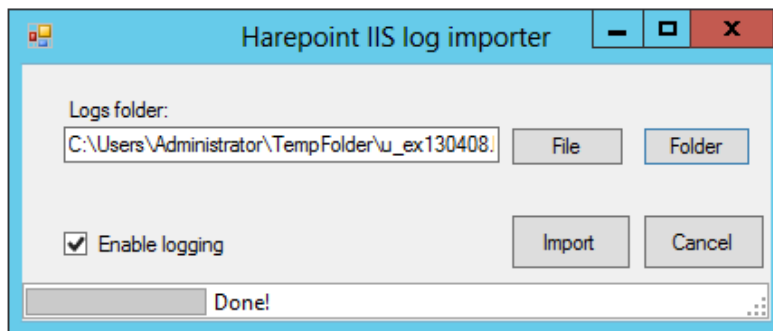 Harepoint IIS log importer
Logs folder:
C:\Users\Administrator\TempFolder\u_ex130408.
File
Folder
Enable logging
Import
Cancel
Done!